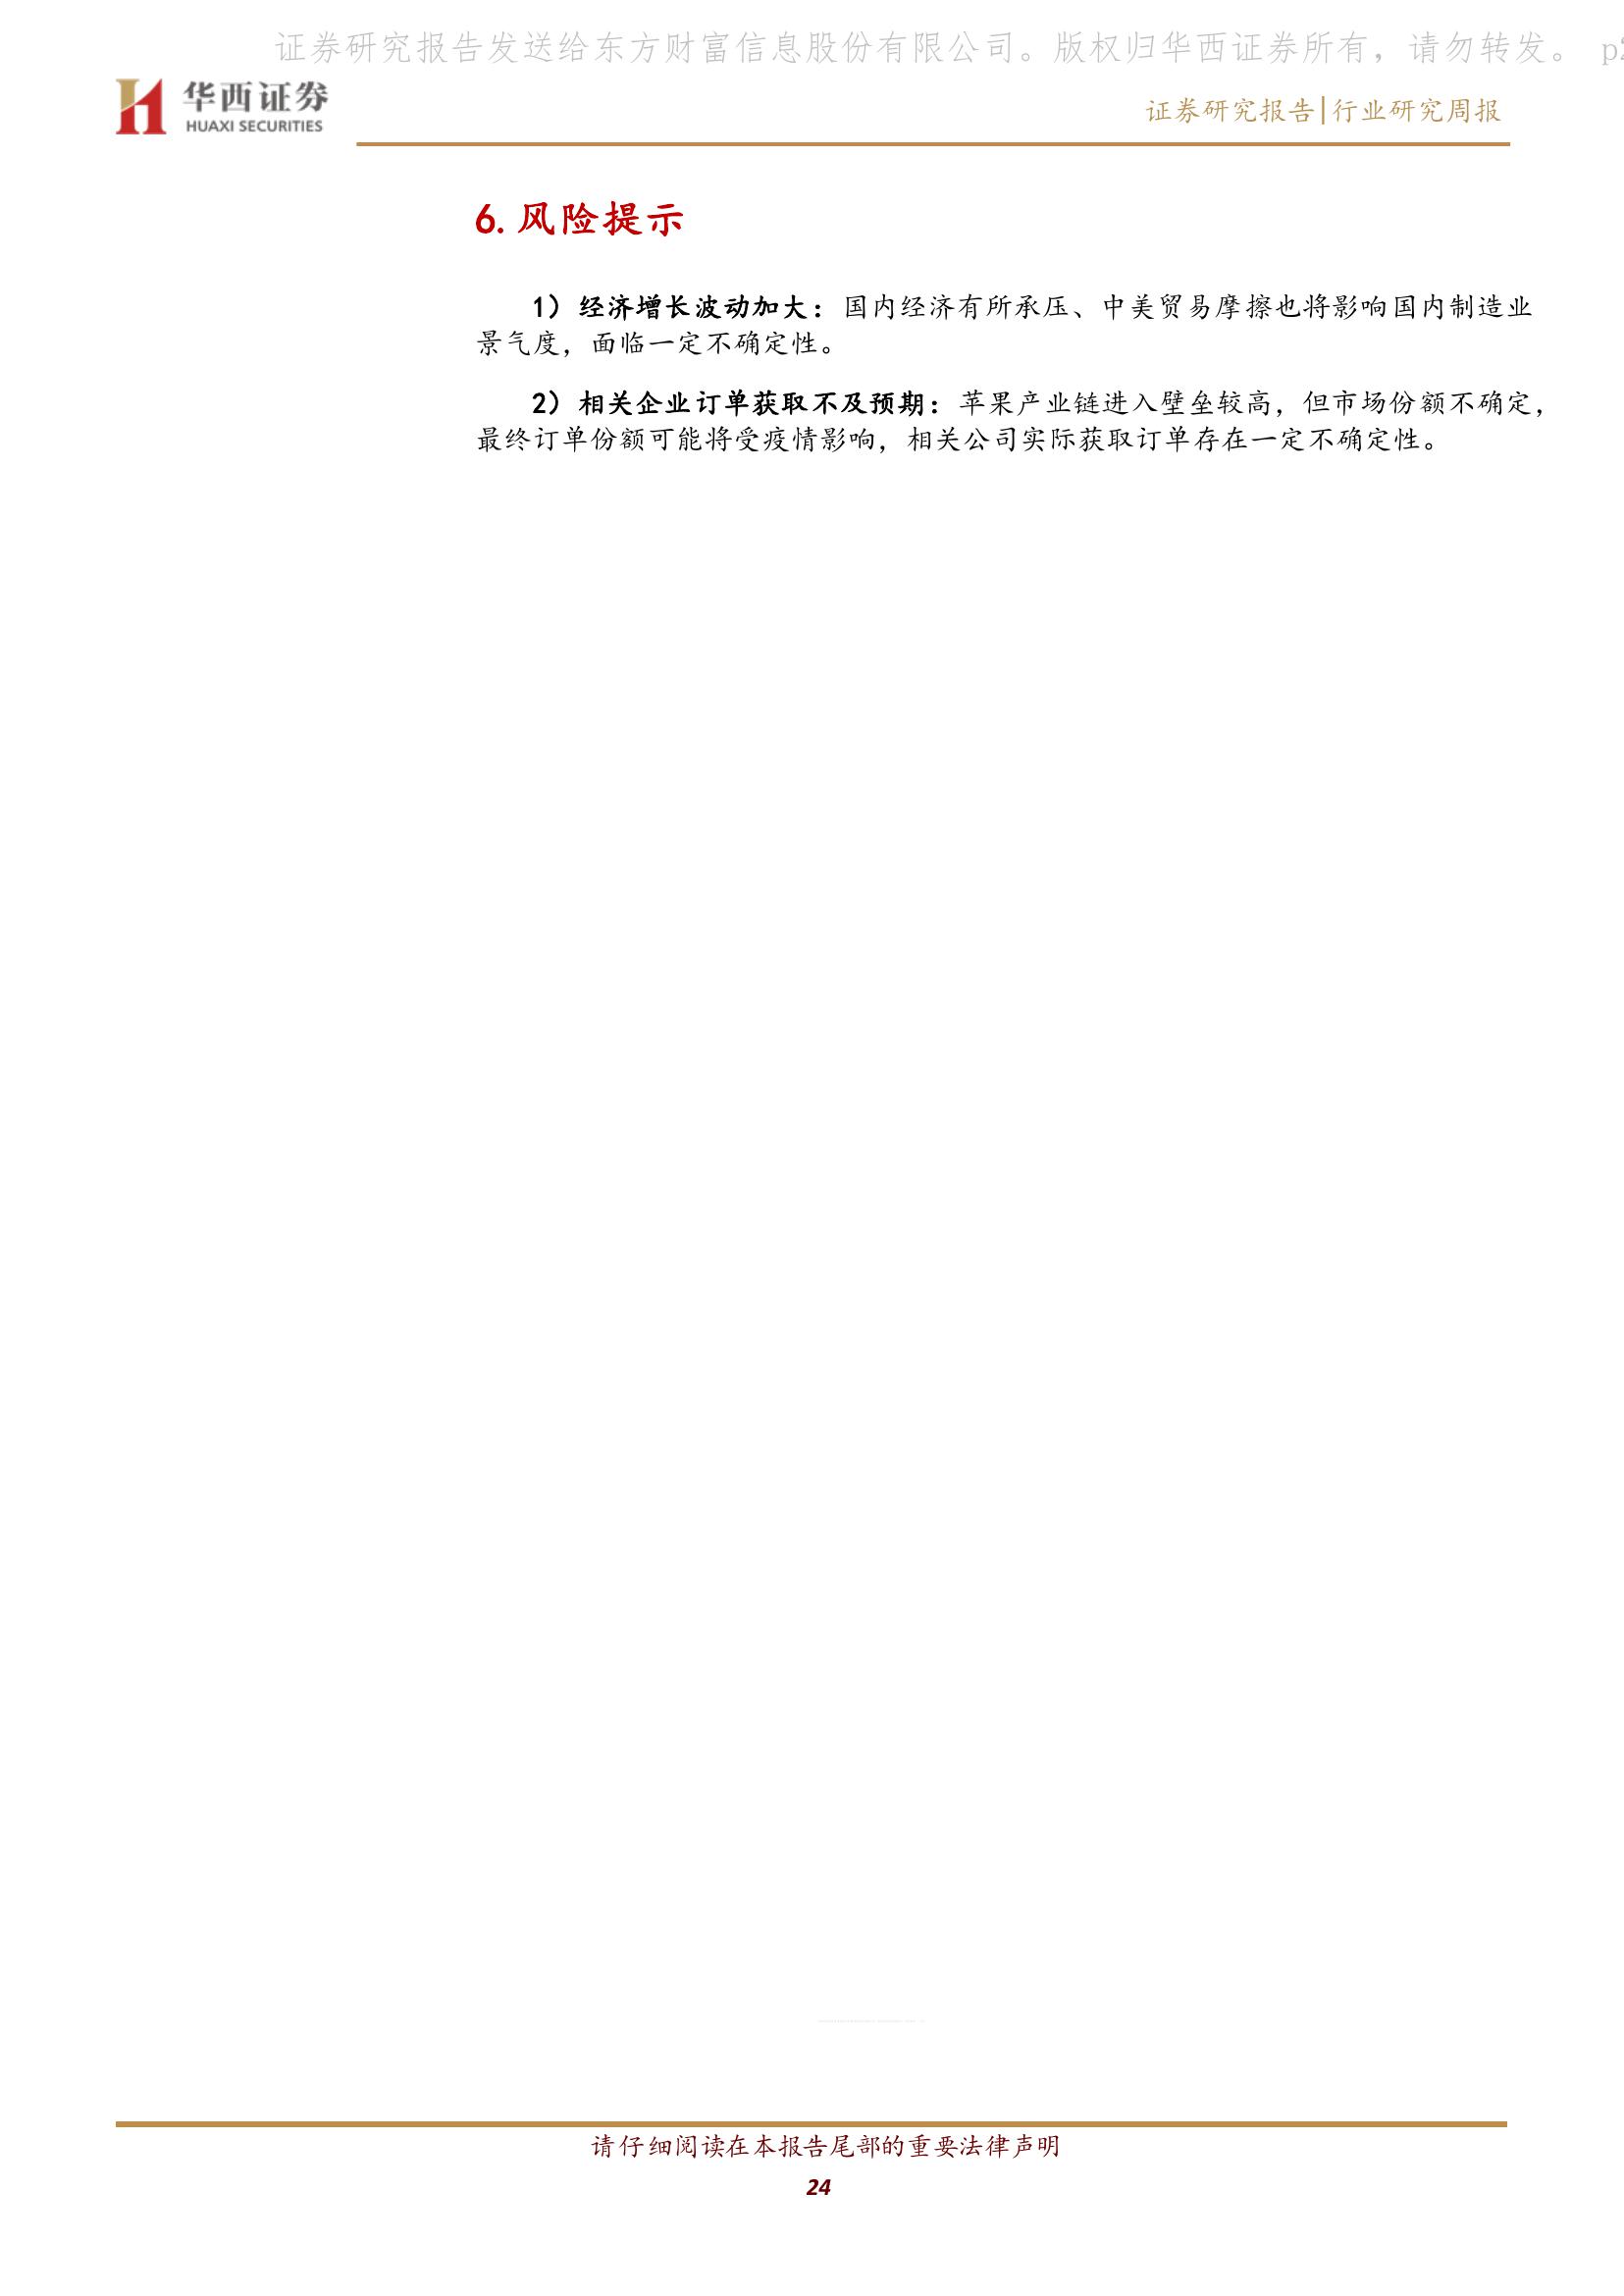 证券研究报告发送给东方财富信息股份有限公司。版权归华西证券所有，请勿转发。 p2
华西证券
HUAXI SECURITIES
证券研究报告|行业研究周报
6.风险提示
1）经济增长波动加大：国内经济有所承压、中美贸易摩擦也将影响国内制造业
景气度，面临一定不确定性。
2）相关企业订单获取不及预期：苹果产业链进入壁垒较高，但市场份额不确定，
最终订单份额可能将受疫情影响，相关公司实际获取订单存在一定不确定性。
请仔细阅读在本报告尾部的重要法律声明
24